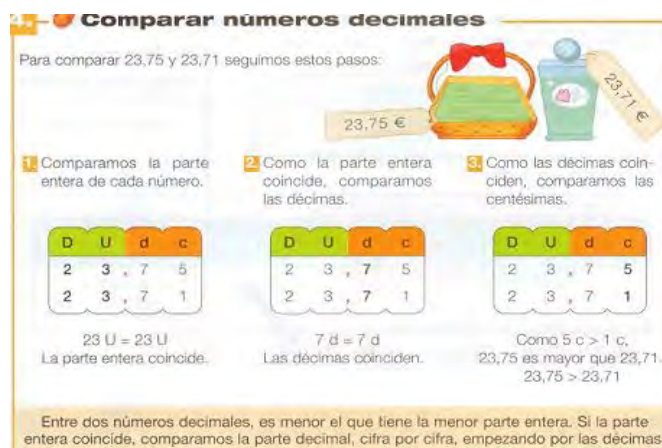 4. Comparar números decimales
Para comparar 23,75 y 23,71 seguimos estos pasos:
23,75 €
23,71 €
1. Comparamos la parte
entera de cada número.
D U d c
2 3 , 7 5
2 3 , 7 1
23 U = 23 U
La parte entera coincide.
2. Como la parte entera
coincide, comparamos
las décimas.
D U d c
2 3 , 7 5
2 3 , 7 1
7 d = 7 d
Las décimas coinciden.
3. Como las décimas coin-
ciden, comparamos las
centésimas.
D U d c
2 3 , 7 5
2 3 , 7 1
Como 5 c > 1 c,
23,75 es mayor que 23,71.
23,75 > 23,71
Entre dos números decimales, es menor el que tiene la menor parte entera. Si la parte
entera coincide, comparamos la parte decimal, cifra por cifra, empezando por las décimas